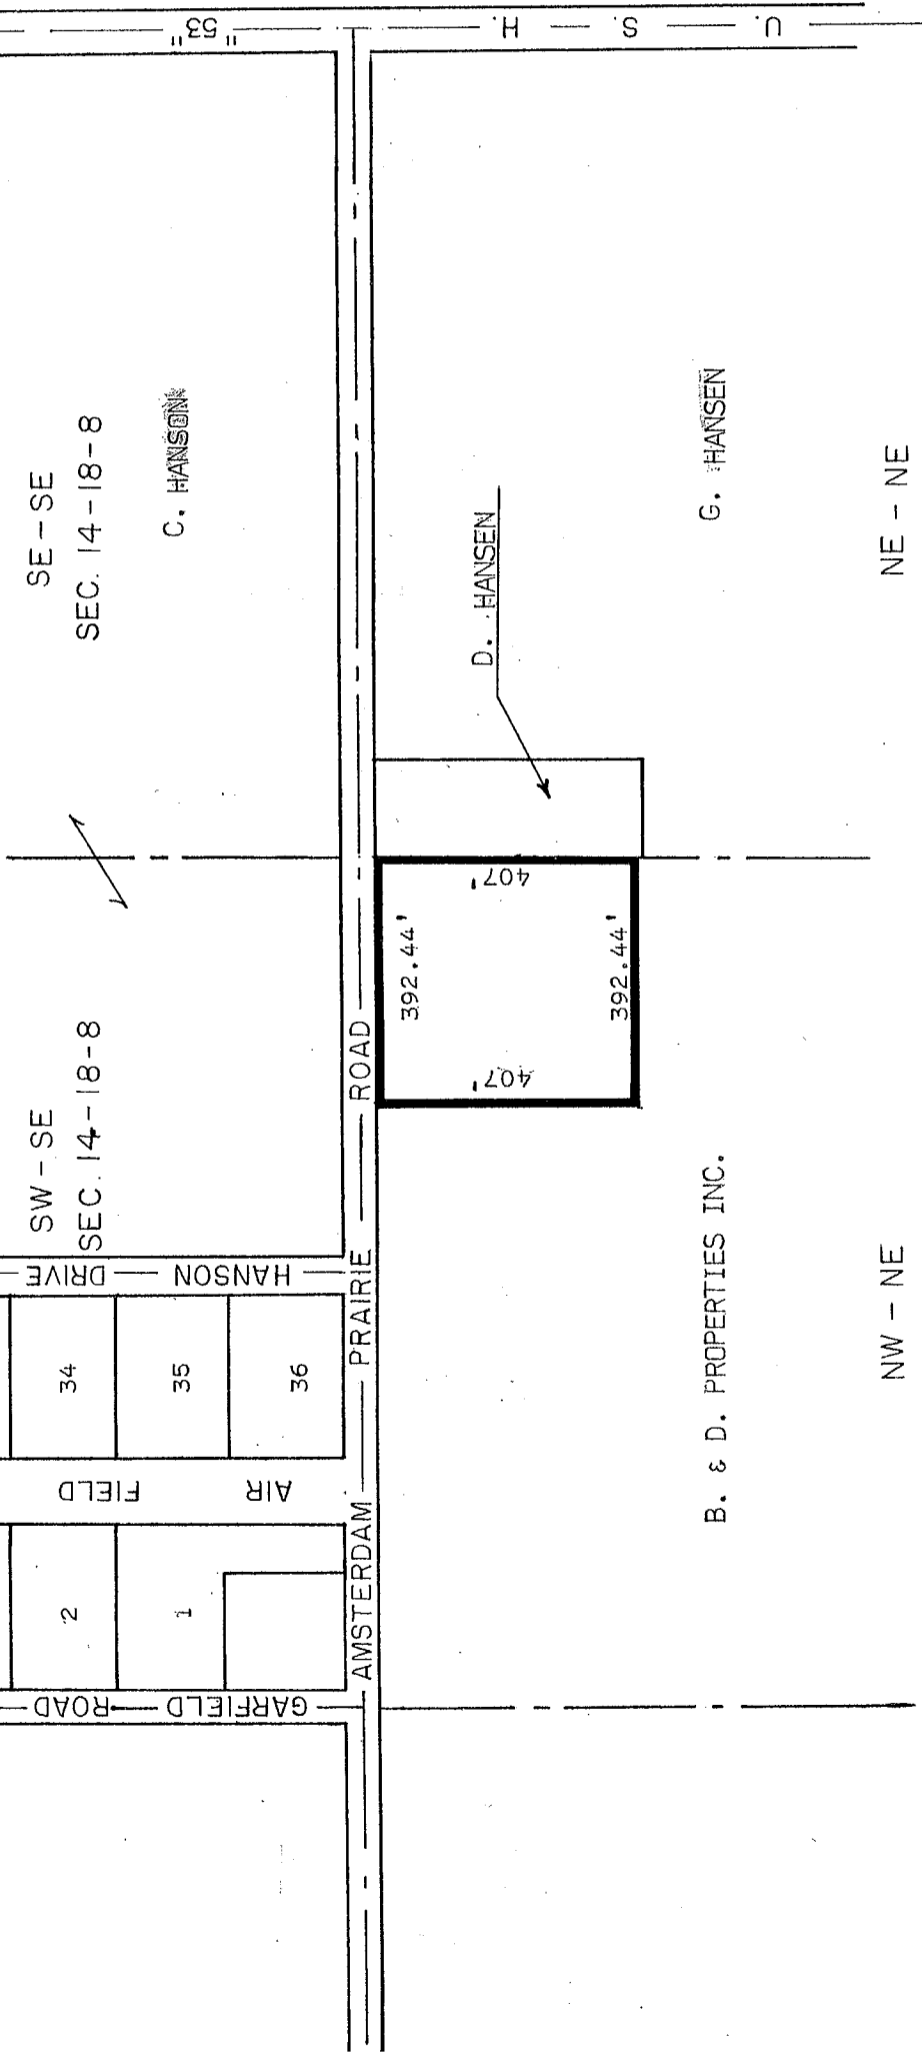 U. S. H. "53"
SE - SE
SEC. 14-18-8
C. HANSON
SW - SE
SEC. 14-18-8
HANSON DRIVE
34
35
36
AIR FIELD
2
1
GARFIELD ROAD
AMSTERDAM PRAIRIE ROAD
D. HANSEN
G. HANSEN
NE - NE
392.44'
407'
407'
392.44'
B. & D. PROPERTIES INC.
NW - NE